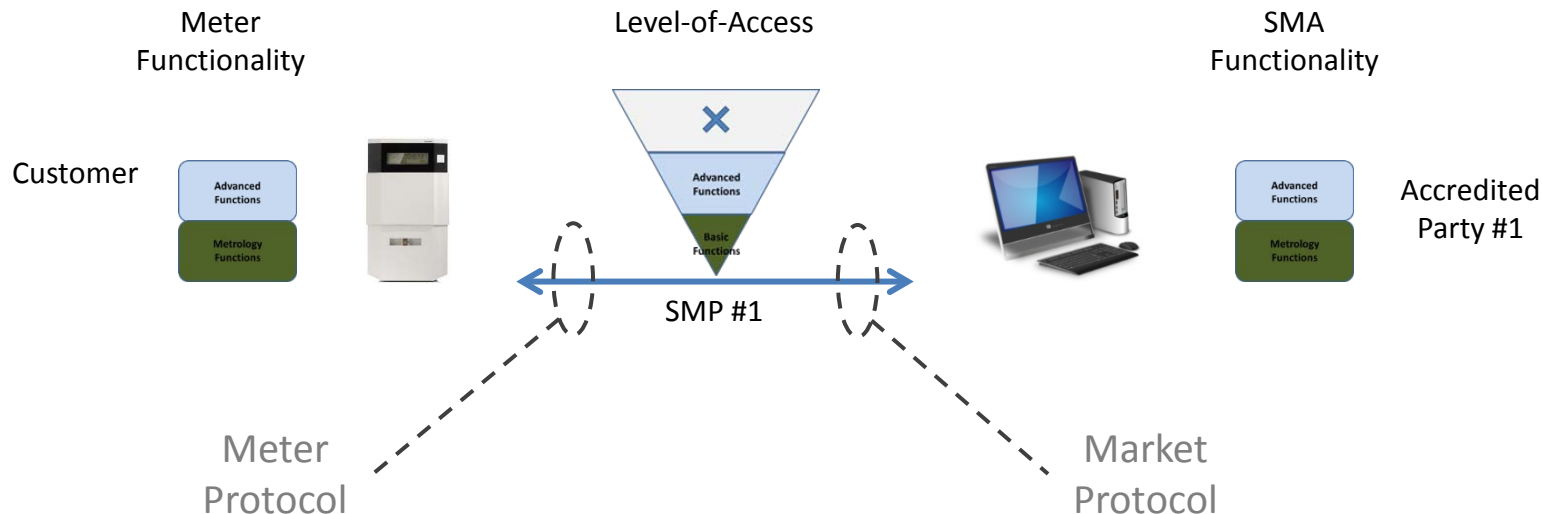 Meter
Functionality
Level-of-Access
SMA
Functionality
Customer
Advanced
Functions
Metrology
Functions
Advanced
Functions
Basic
Functions
Advanced
Functions
Metrology
Functions
Accredited
Party #1
SMP #1
Meter
Protocol
Market
Protocol